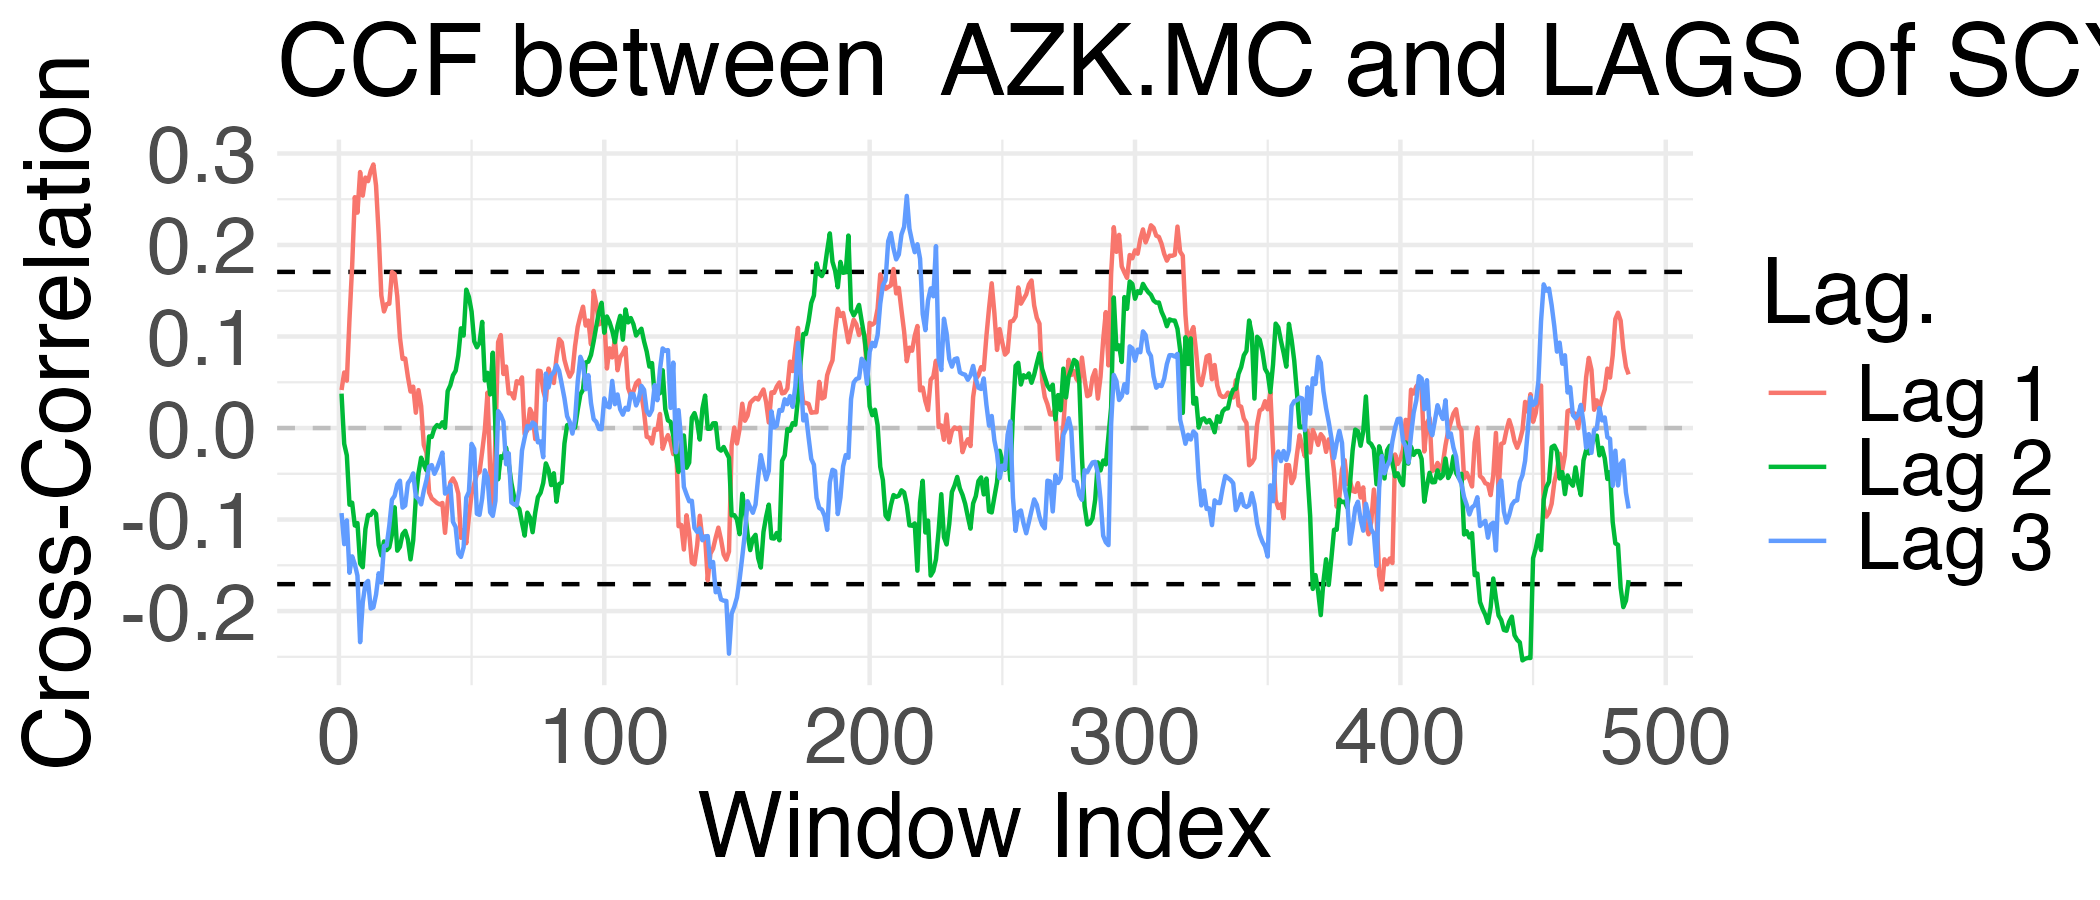 CCF between  AZK.MC and LAGS of SCY
Cross-Correlation
0.3
0.2
0.1
0.0
-0.1
-0.2
0
100
200
300
400
500
Window Index
Lag.
Lag 1
Lag 2
Lag 3